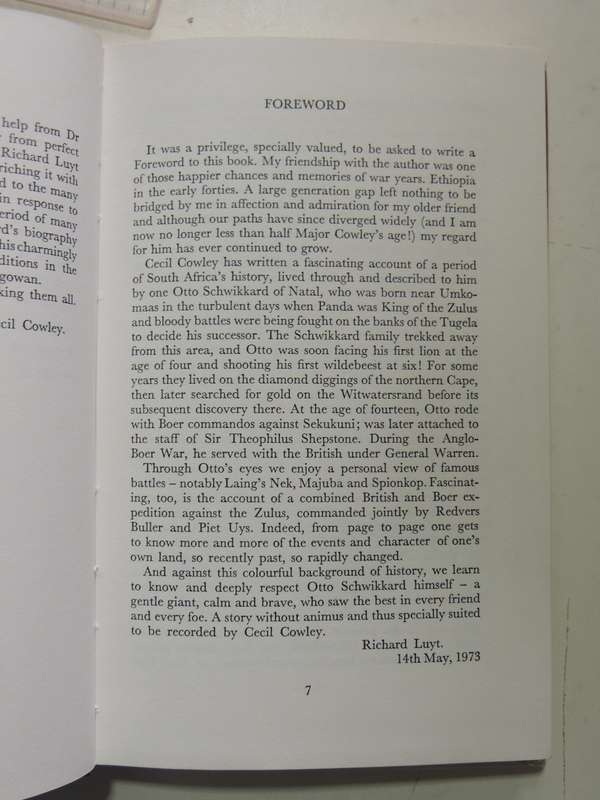 help from Dr
from perfect
Richard Luyt
riching it with
d to the many
in response to
eriod of many
rd's biography
his charmingly
ditions in the
gowan.
king them all.
cil Cowley.
FOREWORD
It was a privilege, specially valued, to be asked to write a
Foreword to this book. My friendship with the author was one
of those happier chances and memories of war years. Ethiopia
in the early forties. A large generation gap left nothing to be
bridged by me in affection and admiration for my older friend
and although our paths have since diverged widely (and I am
now no longer less than half Major Cowley's age!) my regard
for him has ever continued to grow.
Cecil Cowley has written a fascinating account of a period
of South Africa's history, lived through and described to him
by one Otto Schwikkard of Natal, who was born near Umko-
maas in the turbulent days when Panda was King of the Zulus
and bloody battles were being fought on the banks of the Tugela
to decide his successor. The Schwikkard family trekked away
from this area, and Otto was soon facing his first lion at the
age of four and shooting his first wildebeest at six! For some
years they lived on the diamond diggings of the northern Cape,
then later searched for gold on the Witwatersrand before its
subsequent discovery there. At the age of fourteen, Otto rode
with Boer commandos against Sekukuni; was later attached to
the staff of Sir Theophilus Shepstone. During the Anglo-
Boer War, he served with the British under General Warren.
Through Otto's eyes we enjoy a personal view of famous
battles – notably Laing's Nek, Majuba and Spionkop. Fascinat-
ing, too, is the account of a combined British and Boer ex-
pedition against the Zulus, commanded jointly by Redvers
Buller and Piet Uys. Indeed, from page to page one gets
to know more and more of the events and character of one's
own land, so recently past, so rapidly changed.
And against this colourful background of history, we learn
to know and deeply respect Otto Schwikkard himself – a
gentle giant, calm and brave, who saw the best in every friend
and every foe. A story without animus and thus specially suited
to be recorded by Cecil Cowley.
Richard Luyt.
14th May, 1973
7